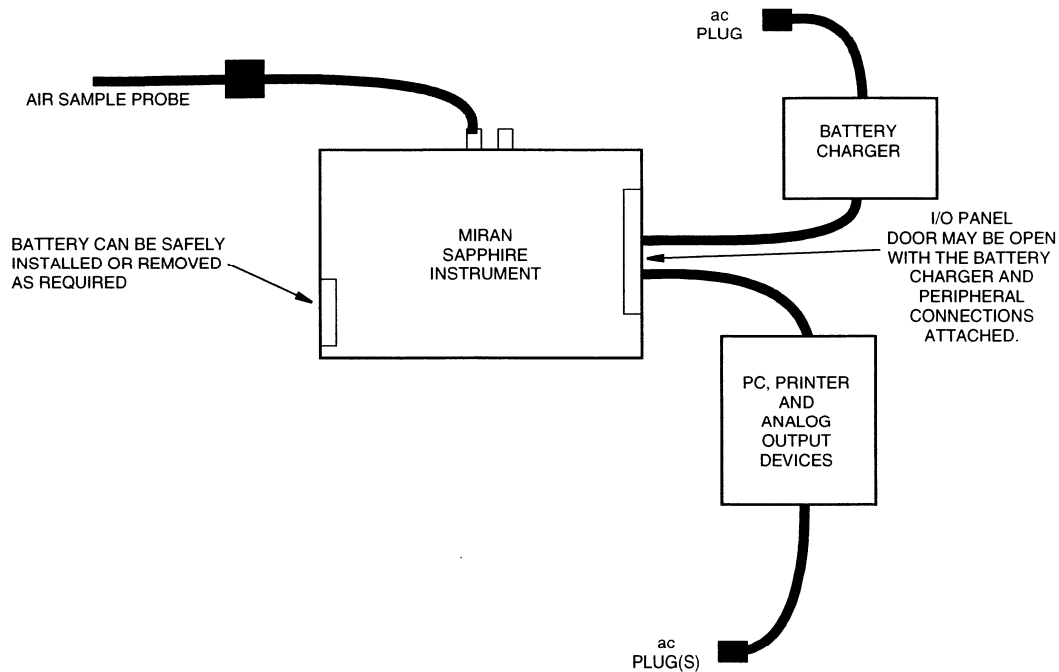 ac
PLUG
AIR SAMPLE PROBE
BATTERY
CHARGER
BATTERY CAN BE SAFELY
INSTALLED OR REMOVED
AS REQUIRED
MIRAN
SAPPHIRE
INSTRUMENT
I/O PANEL
DOOR MAY BE OPEN
WITH THE BATTERY
CHARGER AND
PERIPHERAL
CONNECTIONS
ATTACHED.
PC, PRINTER
AND
ANALOG
OUTPUT
DEVICES
ac
PLUG(S)